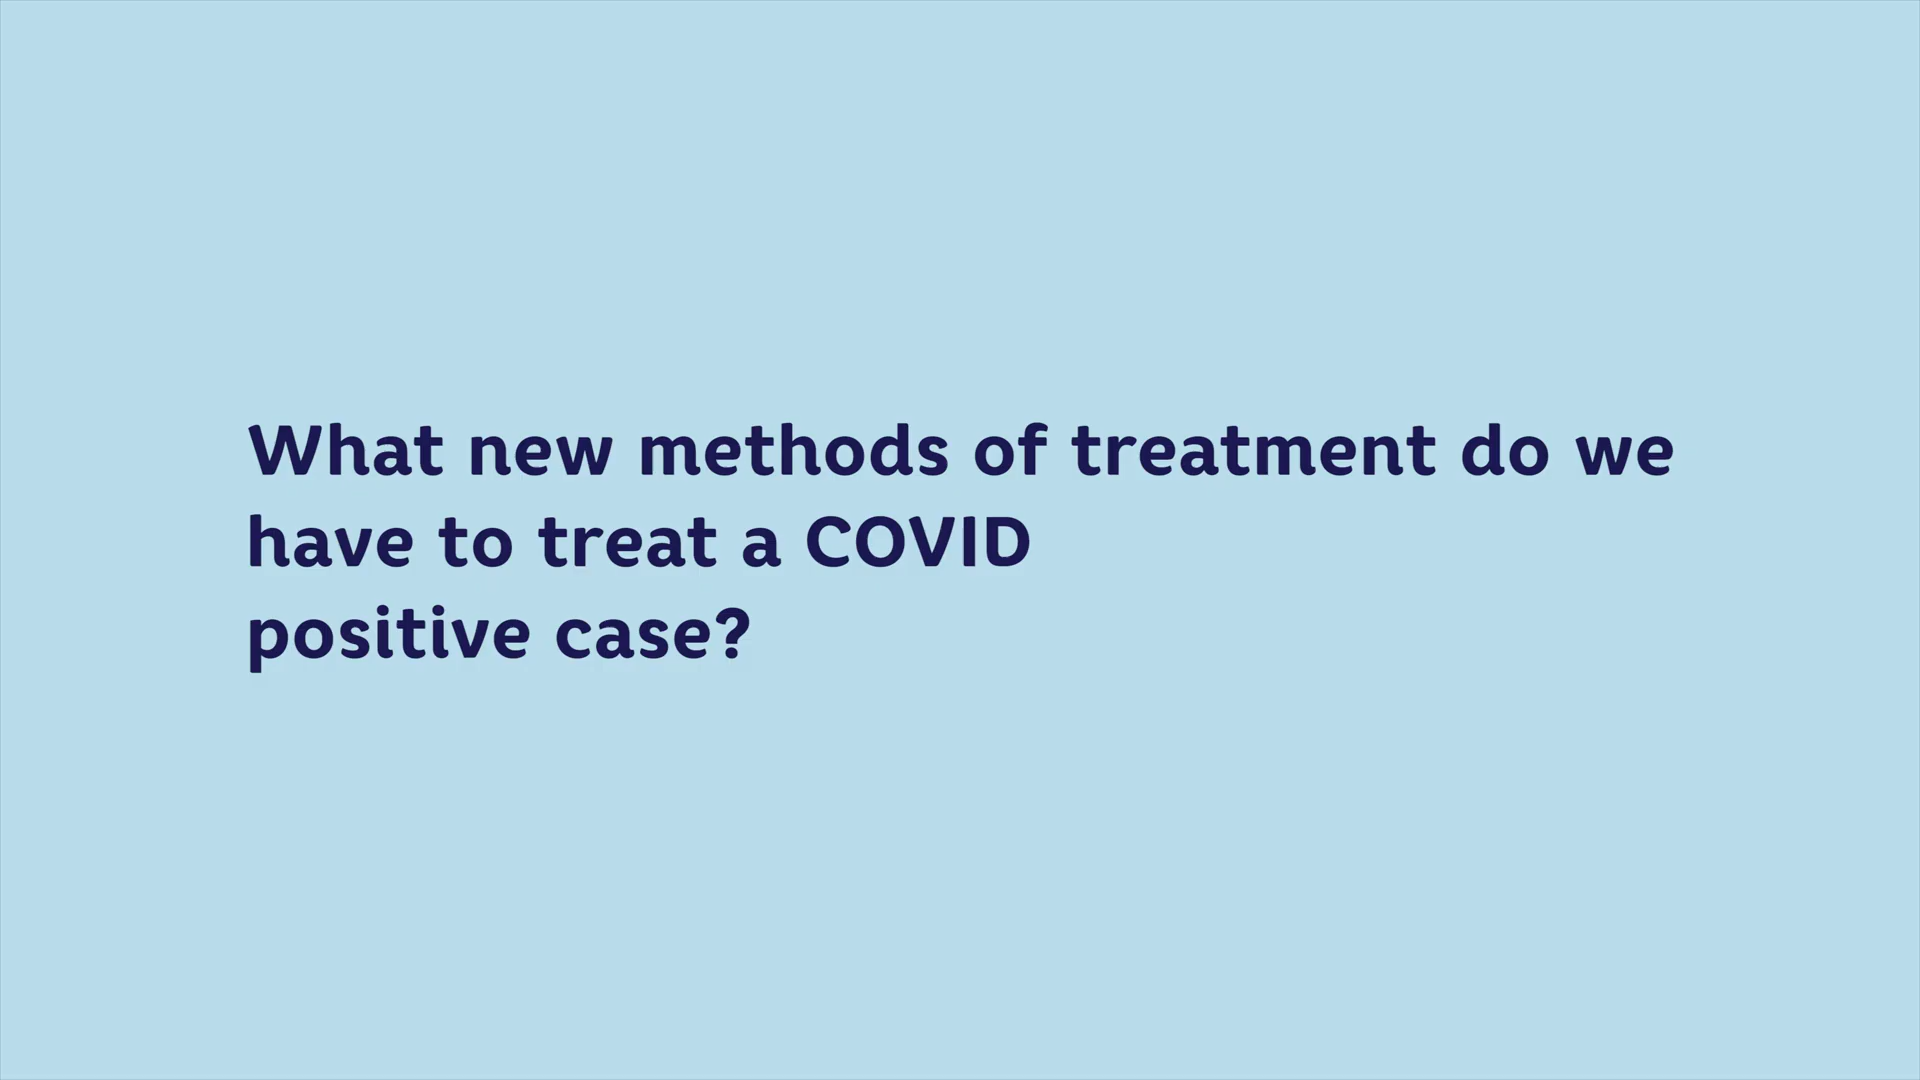 What new methods of treatment do we
have to treat a COVID
positive case?